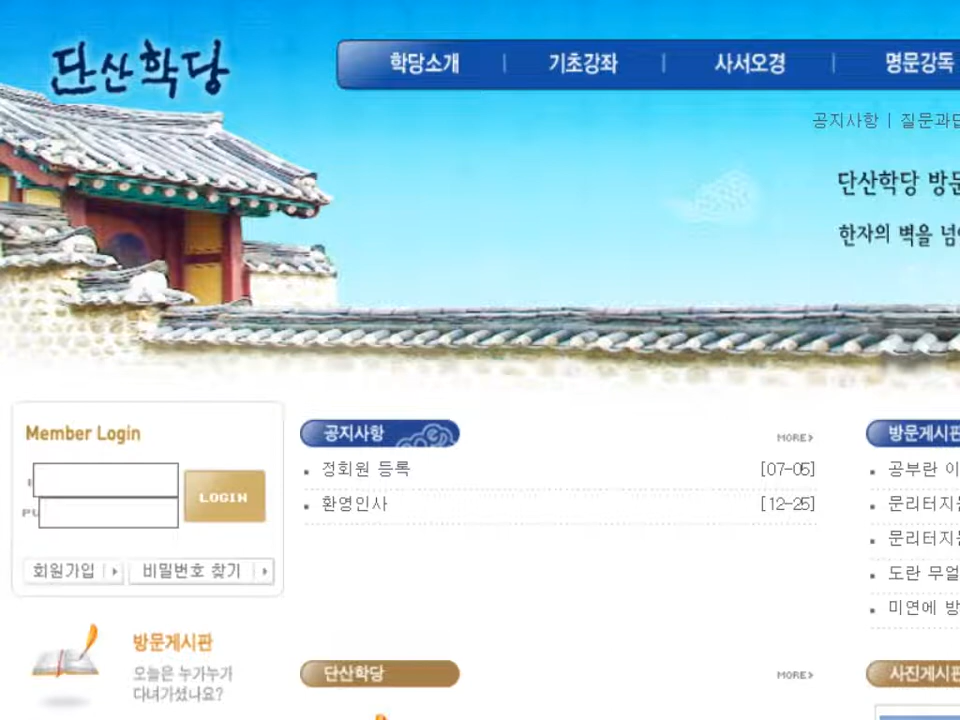 단산학당
학당소개 | 기초강좌 | 사서오경 | 명문강독
공지사항 | 질문과
단산학당
한자의 벽을
Member Login
LOGIN
회원가입
비밀번호 찾기
방문게시판
오늘은 누가누가
다녀가셨나요?
공지사항
MORE>
정회원 등록 [07-05]
환영인사 [12-25]
단산학당
MORE>
방문게시판
공부란
문리터지
문리터지
도란
미연에
사진게시판